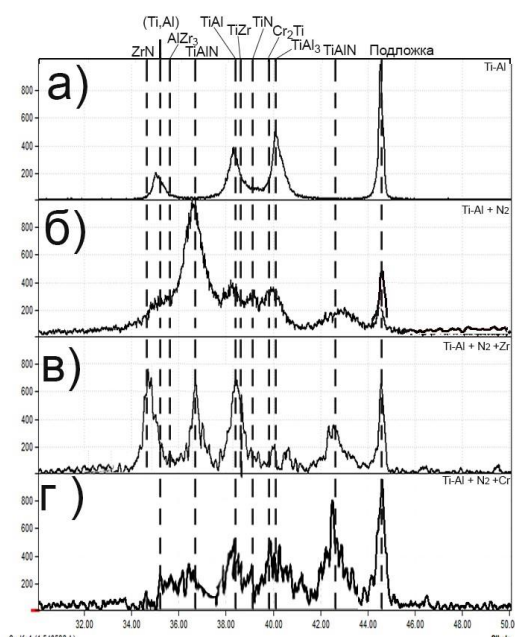 (Ti,Al) TiAl TiN Cr₂Ti
AlZr₃ TiZr
ZrN TiAlN TiAl₃ TiAlN Подложка
а)
Ti-Al
800
600
400
200
б)
Ti-Al + N2
800
600
400
200
в)
Ti-Al + N2 +Zr
800
600
400
200
г)
Ti-Al + N2 +Cr
800
600
400
200
0
32.00 34.00 36.00 38.00 40.00 42.00 44.00 46.00 48.00 50.0